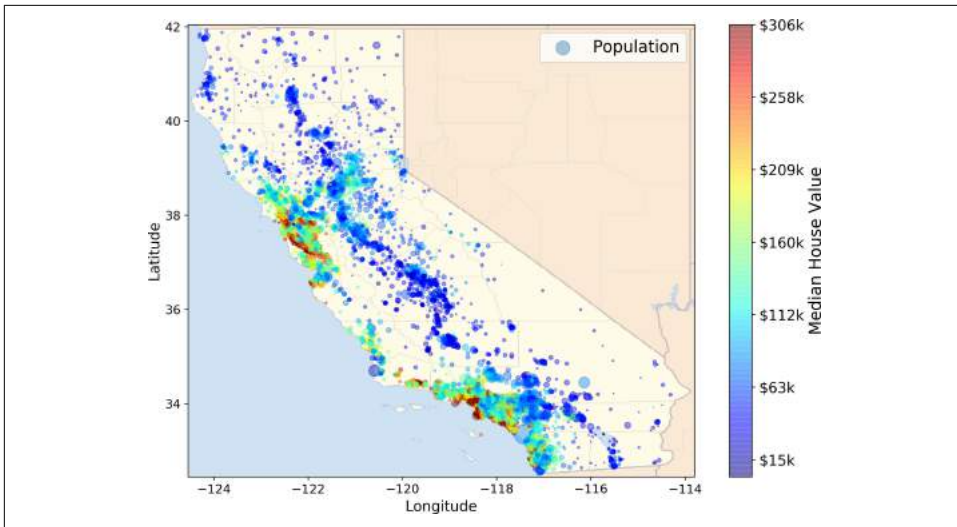 42
40
38
36
34
Latitude
−124
−122
−120
−118
−116
−114
Longitude
Population
$306k
$258k
$209k
$160k
$112k
$63k
$15k
Median House Value